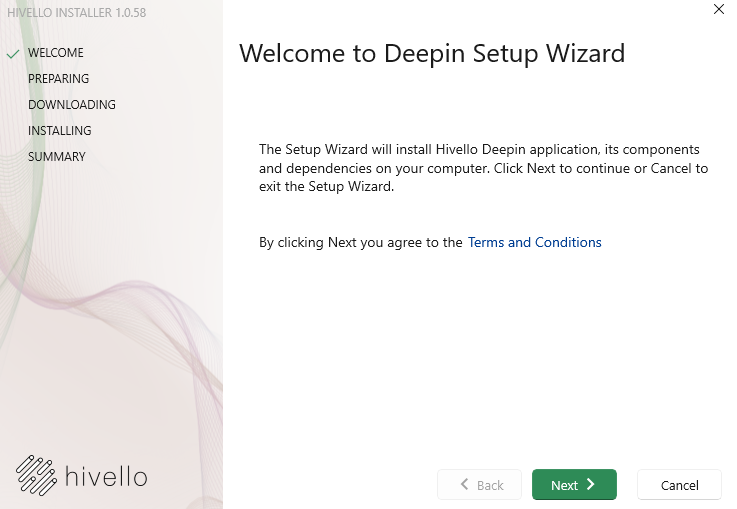 HIVELLO INSTALLER 1.0.58
WELCOME
PREPARING
DOWNLOADING
INSTALLING
SUMMARY
Welcome to Deepin Setup Wizard
The Setup Wizard will install Hivello Deepin application, its components
and dependencies on your computer. Click Next to continue or Cancel to
exit the Setup Wizard.
By clicking Next you agree to the Terms and Conditions
hivello
Back
Next
Cancel